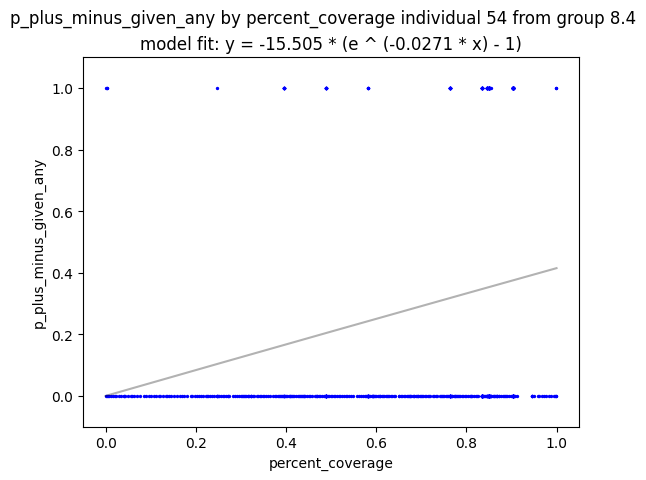 p_plus_minus_given_any by percent_coverage individual 54 from group 8.4
model fit: y = -15.505 * (e ^ (-0.0271 * x) - 1)
1.0
0.8
0.6
0.4
0.2
0.0
p_plus_minus_given_any
0.0 0.2 0.4 0.6 0.8 1.0
percent_coverage